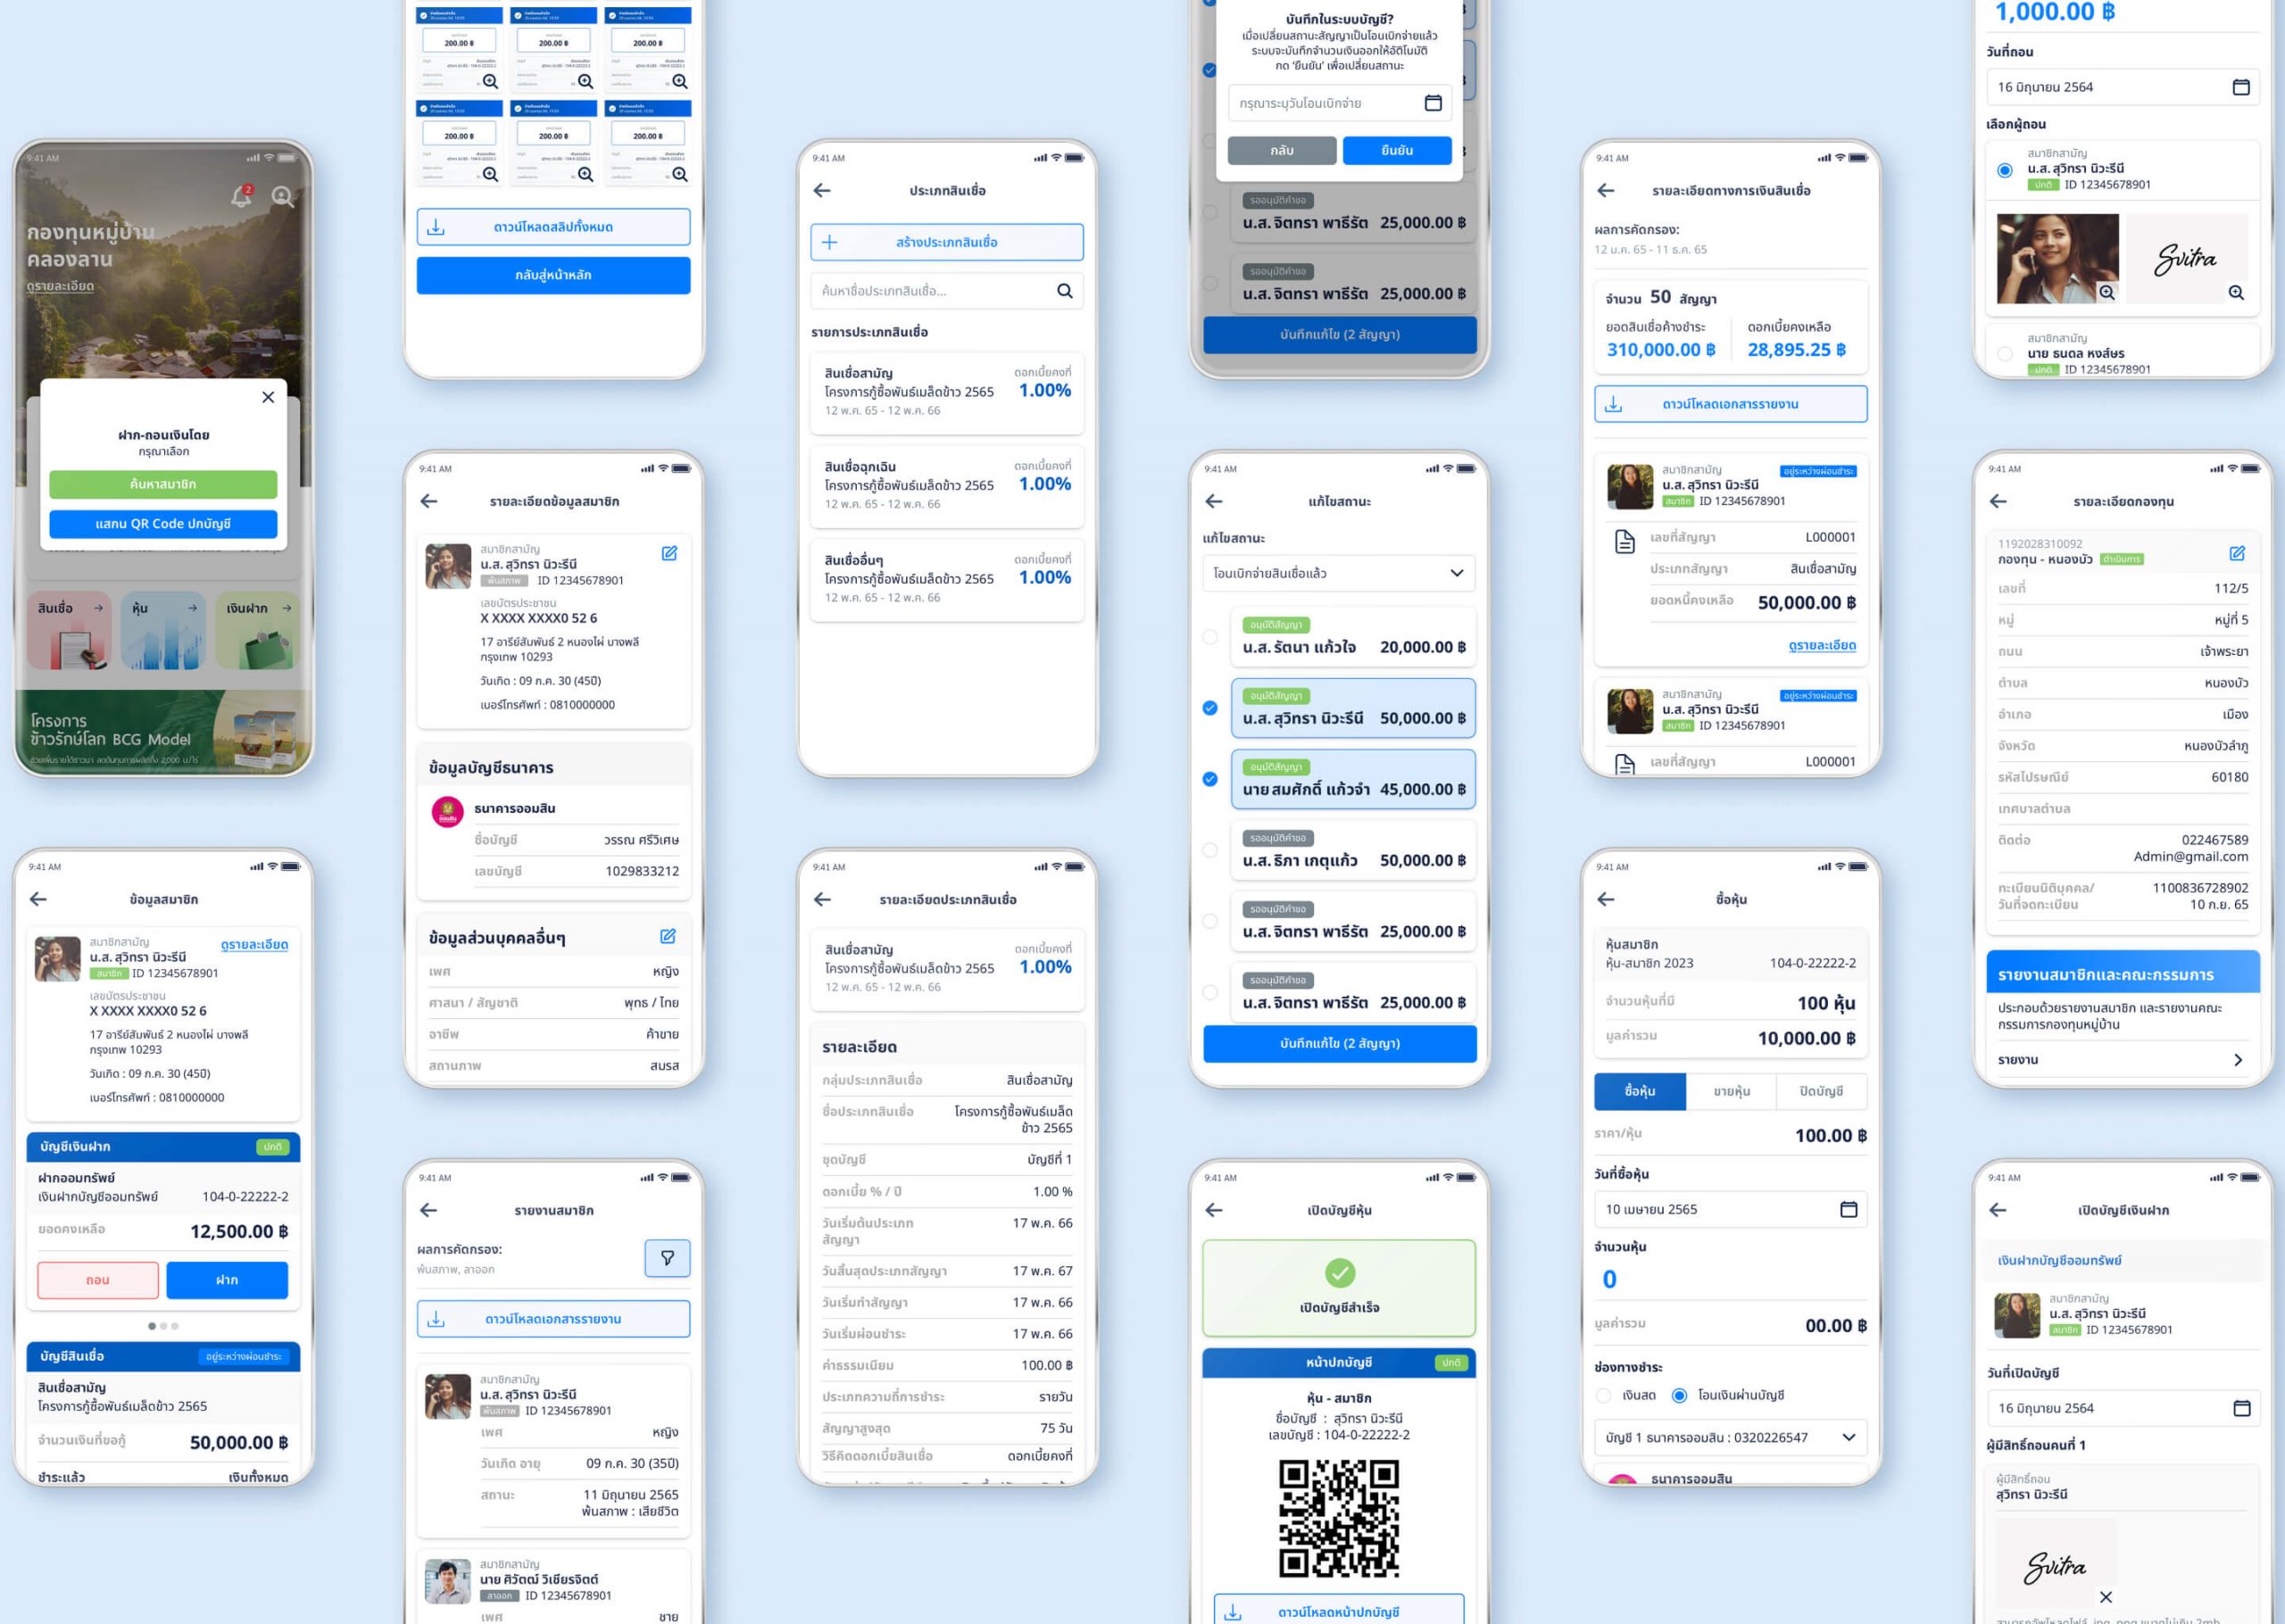 9:41 AM
2
กองทุนหมู่บ้าน
คลองลาน
ดูรายละเอียด
ฝาก-ถอนเงินโดย
กรุณาเลือก
ค้นหาสมาชิก
แสกน QR Code ปกบัญชี
สินเชื่อ
หุ้น
เงินฝาก
โครงการ
ข้าวรักษ์โลก BCG Model
9:41 AM
ข้อมูลสมาชิก
สมาชิกสามัญ
ดูรายละเอียด
น.ส. สุวิทรา นิวะรีนี
สมาชิก ID 12345678901
เลขบัตรประชาชน
X XXXX XXXX0 52 6
17 อารีย์สัมพันธ์ 2 หนองไผ่ บางพลี
กรุงเทพ 10293
วันเกิด : 09 ก.ค. 30 (45ปี)
เบอร์โทรศัพท์ : 0810000000
บัญชีเงินฝาก
ปกติ
ฝากออมทรัพย์
เงินฝากบัญชีออมทรัพย์ 104-0-22222-2
ยอดคงเหลือ 12,500.00 ฿
ถอน
ฝาก
บัญชีสินเชื่อ
อยู่ระหว่างผ่อนชำระ
สินเชื่อสามัญ
โครงการกู้ซื้อพันธ์เมล็ดข้าว 2565
จำนวนเงินที่ขอกู้ 50,000.00 ฿
ชำระแล้ว เงินทั้งหมด
200.00 ฿
200.00 ฿
200.00 ฿
200.00 ฿
200.00 ฿
200.00 ฿
ดาวน์โหลดสลิปทั้งหมด
กลับสู่หน้าหลัก
9:41 AM
รายละเอียดข้อมูลสมาชิก
สมาชิกสามัญ
น.ส. สุวิทรา นิวะรีนี
พ้นสภาพ ID 12345678901
เลขบัตรประชาชน
X XXXX XXXX0 52 6
17 อารีย์สัมพันธ์ 2 หนองไผ่ บางพลี
กรุงเทพ 10293
วันเกิด : 09 ก.ค. 30 (45ปี)
เบอร์โทรศัพท์ : 0810000000
ข้อมูลบัญชีธนาคาร
ธนาคารออมสิน
ชื่อบัญชี วรรณ ศรีวิเศษ
เลขบัญชี 1029833212
ข้อมูลส่วนบุคคลอื่นๆ
เพศ หญิง
ศาสนา / สัญชาติ พุทธ / ไทย
อาชีพ ค้าขาย
สถานภาพ สมรส
9:41 AM
รายงานสมาชิก
ผลการคัดกรอง:
พ้นสภาพ, ลาออก
ดาวน์โหลดเอกสารรายงาน
สมาชิกสามัญ
น.ส. สุวิทรา นิวะรีนี
พ้นสภาพ ID 12345678901
เพศ หญิง
วันเกิด อายุ 09 ก.ค. 30 (35ปี)
สถานะ 11 มิถุนายน 2565
พ้นสภาพ : เสียชีวิต
สมาชิกสามัญ
นาย ศิวัฒม์ วิเชียรจิตต์
ลาออก ID 12345678901
เพศ ชาย
9:41 AM
ประเภทสินเชื่อ
สร้างประเภทสินเชื่อ
ค้นหาชื่อประเภทสินเชื่อ...
รายการประเภทสินเชื่อ
สินเชื่อสามัญ ดอกเบี้ยคงที่
โครงการกู้ซื้อพันธ์เมล็ดข้าว 2565 1.00%
12 พ.ค. 65 - 12 พ.ค. 66
สินเชื่อฉุกเฉิน ดอกเบี้ยคงที่
โครงการกู้ซื้อพันธ์เมล็ดข้าว 2565 1.00%
12 พ.ค. 65 - 12 พ.ค. 66
สินเชื่ออื่นๆ ดอกเบี้ยคงที่
โครงการกู้ซื้อพันธ์เมล็ดข้าว 2565 1.00%
12 พ.ค. 65 - 12 พ.ค. 66
9:41 AM
รายละเอียดประเภทสินเชื่อ
สินเชื่อสามัญ ดอกเบี้ยคงที่
โครงการกู้ซื้อพันธ์เมล็ดข้าว 2565 1.00%
12 พ.ค. 65 - 12 พ.ค. 66
รายละเอียด
กลุ่มประเภทสินเชื่อ สินเชื่อสามัญ
ชื่อประเภทสินเชื่อ โครงการกู้ซื้อพันธ์เมล็ด
ข้าว 2565
ชุดบัญชี บัญชีที่ 1
ดอกเบี้ย % / ปี 1.00 %
วันเริ่มต้นประเภท 17 พ.ค. 66
สัญญา
วันสิ้นสุดประเภทสัญญา 17 พ.ค. 67
วันเริ่มทำสัญญา 17 พ.ค. 66
วันเริ่มผ่อนชำระ 17 พ.ค. 66
ค่าธรรมเนียม 100.00 ฿
ประเภทความถี่การชำระ รายวัน
สัญญาสูงสุด 75 วัน
วิธีคิดดอกเบี้ยสินเชื่อ ดอกเบี้ยคงที่
บันทึกในระบบบัญชี?
เมื่อเปลี่ยนสถานะสัญญาเป็นโอนเบิกจ่ายแล้ว
ระบบจะบันทึกจำนวนเงินออกให้อัติโนมัติ
กด 'ยืนยัน' เพื่อเปลี่ยนสถานะ
กรุณาระบุวันโอนเบิกจ่าย
กลับ
ยืนยัน
รออนุมัติคำขอ
น.ส. จิตทรา พาธีรัต 25,000.00 ฿
รออนุมัติคำขอ
น.ส. จิตทรา พาธีรัต 25,000.00 ฿
บันทึกแก้ไข (2 สัญญา)
9:41 AM
แก้ไขสถานะ
แก้ไขสถานะ
โอนเบิกจ่ายสินเชื่อแล้ว
อนุมัติสัญญา
น.ส. รัตนา แก้วใจ 20,000.00 ฿
อนุมัติสัญญา
น.ส. สุวิทรา นิวะรีนี 50,000.00 ฿
อนุมัติสัญญา
นาย สมศักดิ์ แก้วจำ 45,000.00 ฿
รออนุมัติคำขอ
น.ส. ธิภา เกตุแก้ว 50,000.00 ฿
รออนุมัติคำขอ
น.ส. จิตทรา พาธีรัต 25,000.00 ฿
รออนุมัติคำขอ
น.ส. จิตทรา พาธีรัต 25,000.00 ฿
บันทึกแก้ไข (2 สัญญา)
9:41 AM
เปิดบัญชีหุ้น
เปิดบัญชีสำเร็จ
หน้าปกบัญชี
ปกติ
หุ้น - สมาชิก
ชื่อบัญชี : สุวิทรา นิวะรีนี
เลขบัญชี : 104-0-22222-2
ดาวน์โหลดหน้าปกบัญชี
9:41 AM
รายละเอียดทางการเงินสินเชื่อ
ผลการคัดกรอง:
12 ม.ค. 65 - 11 ธ.ค. 65
จำนวน 50 สัญญา
ยอดสินเชื่อค้างชำระ ดอกเบี้ยคงเหลือ
310,000.00 ฿ 28,895.25 ฿
ดาวน์โหลดเอกสารรายงาน
สมาชิกสามัญ อยู่ระหว่างผ่อนชำระ
น.ส. สุวิทรา นิวะรีนี
สมาชิก ID 12345678901
เลขที่สัญญา L000001
ประเภทสัญญา สินเชื่อสามัญ
ยอดหนี้คงเหลือ 50,000.00 ฿
ดูรายละเอียด
สมาชิกสามัญ อยู่ระหว่างผ่อนชำระ
น.ส. สุวิทรา นิวะรีนี
สมาชิก ID 12345678901
เลขที่สัญญา L000001
9:41 AM
ซื้อหุ้น
หุ้นสมาชิก
หุ้น-สมาชิก 2023 104-0-22222-2
จำนวนหุ้นที่มี 100 หุ้น
มูลค่ารวม 10,000.00 ฿
ซื้อหุ้น
ขายหุ้น
ปิดบัญชี
ราคา/หุ้น 100.00 ฿
วันที่ซื้อหุ้น
10 เมษายน 2565
จำนวนหุ้น
0
มูลค่ารวม 00.00 ฿
ช่องทางชำระ
เงินสด
โอนเงินผ่านบัญชี
บัญชี 1 ธนาคารออมสิน : 0320226547
ธนาคารออมสิน
1,000.00 ฿
วันที่ถอน
16 มิถุนายน 2564
เลือกผู้ถอน
สมาชิกสามัญ
น.ส. สุวิทรา นิวะรีนี
ปกติ ID 12345678901
Svitra
สมาชิกสามัญ
นาย ธนดล หงส์ษร
ปกติ ID 12345678901
9:41 AM
รายละเอียดกองทุน
1192028310092
กองทุน - หนองบัว ดำเนินการ
เลขที่ 112/5
หมู่ หมู่ที่ 5
ถนน เจ้าพระยา
ตำบล หนองบัว
อำเภอ เมือง
จังหวัด หนองบัวลำภู
รหัสไปรษณีย์ 60180
เทศบาลตำบล
ติดต่อ 022467589
Admin@gmail.com
ทะเบียนนิติบุคคล/ 1100836728902
วันที่จดทะเบียน 10 ก.ย. 65
รายงานสมาชิกและคณะกรรมการ
ประกอบด้วยรายงานสมาชิก และรายงานคณะ
กรรมการกองทุนหมู่บ้าน
รายงาน
9:41 AM
เปิดบัญชีเงินฝาก
เงินฝากบัญชีออมทรัพย์
สมาชิกสามัญ
น.ส. สุวิทรา นิวะรีนี
สมาชิก ID 12345678901
วันที่เปิดบัญชี
16 มิถุนายน 2564
ผู้มีสิทธิ์ถอนคนที่ 1
ผู้มีสิทธิ์ถอน
สุวิทรา นิวะรีนี
Svitra